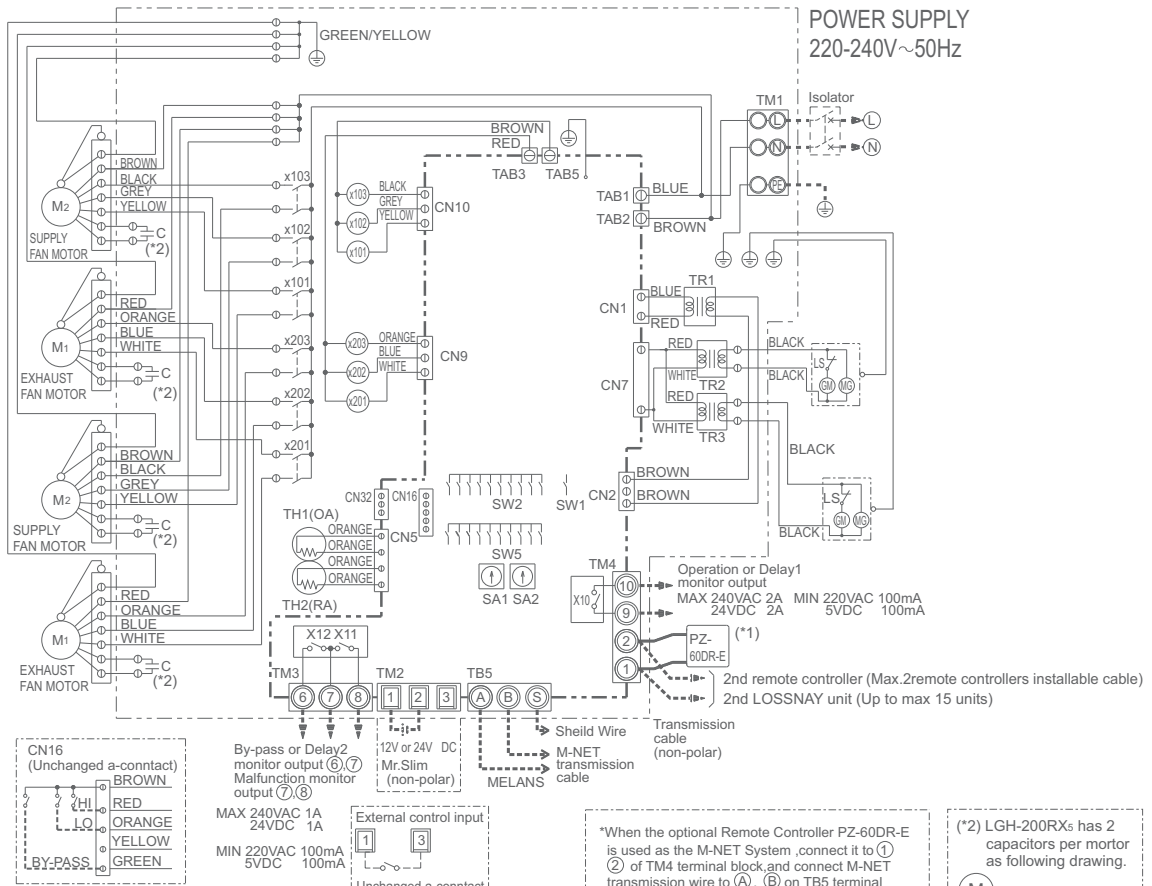 POWER SUPPLY
220-240V～50Hz
GREEN/YELLOW
TM1
Isolator
L
L
N
N
PE
BROWN
RED
TAB3
TAB5
BROWN
BLACK
GREY
YELLOW
M2
SUPPLY
FAN MOTOR
C
(*2)
x103
x102
x101
x103
x102
x101
BLACK
GREY
YELLOW
CN10
TAB1
BLUE
TAB2
BROWN
RED
ORANGE
BLUE
WHITE
M1
EXHAUST
FAN MOTOR
C
(*2)
x203
x202
x201
x203
x202
x201
ORANGE
BLUE
WHITE
CN9
CN1
BLUE
RED
TR1
CN7
RED
WHITE
TR2
RED
WHITE
TR3
BLACK
BLACK
LS
GM
MG
BLACK
BLACK
LS
GM
MG
BROWN
BLACK
GREY
YELLOW
M2
SUPPLY
FAN MOTOR
C
(*2)
CN2
BROWN
BROWN
CN32
CN16
SW2
SW1
SW5
SA1 SA2
TH1(OA)
ORANGE
ORANGE
ORANGE
ORANGE
CN5
TH2(RA)
RED
ORANGE
BLUE
WHITE
M1
EXHAUST
FAN MOTOR
C
(*2)
TM4
X10
10
9
2
1
Operation or Delay1
monitor output
MAX 240VAC 2A MIN 220VAC 100mA
24VDC 2A 5VDC 100mA
PZ-
60DR-E
(*1)
2nd remote controller (Max.2remote controllers installable cable)
2nd LOSSNAY unit (Up to max 15 units)
Transmission
cable
(non-polar)
X12 X11
TM3
6 7 8
TM2
1 2 3
TB5
A B S
Sheild Wire
M-NET
transmission
cable
MELANS
12V or 24V DC
Mr.Slim
(non-polar)
By-pass or Delay2
monitor output ⑥,⑦
Malfunction monitor
output ⑦,⑧
MAX 240VAC 1A
24VDC 1A
MIN 220VAC 100mA
5VDC 100mA
External control input
1 3
Unchanged a-conntact
CN16
(Unchanged a-conntact)
BROWN
HI
RED
LO
ORANGE
YELLOW
BY-PASS
GREEN
*When the optional Remote Controller PZ-60DR-E
is used as the M-NET System ,connect it to ①
② of TM4 terminal block,and connect M-NET
transmission wire to Ⓐ , Ⓑ on TB5 terminal
(*2) LGH-200RX5 has 2
capacitors per mortor
as following drawing.
M